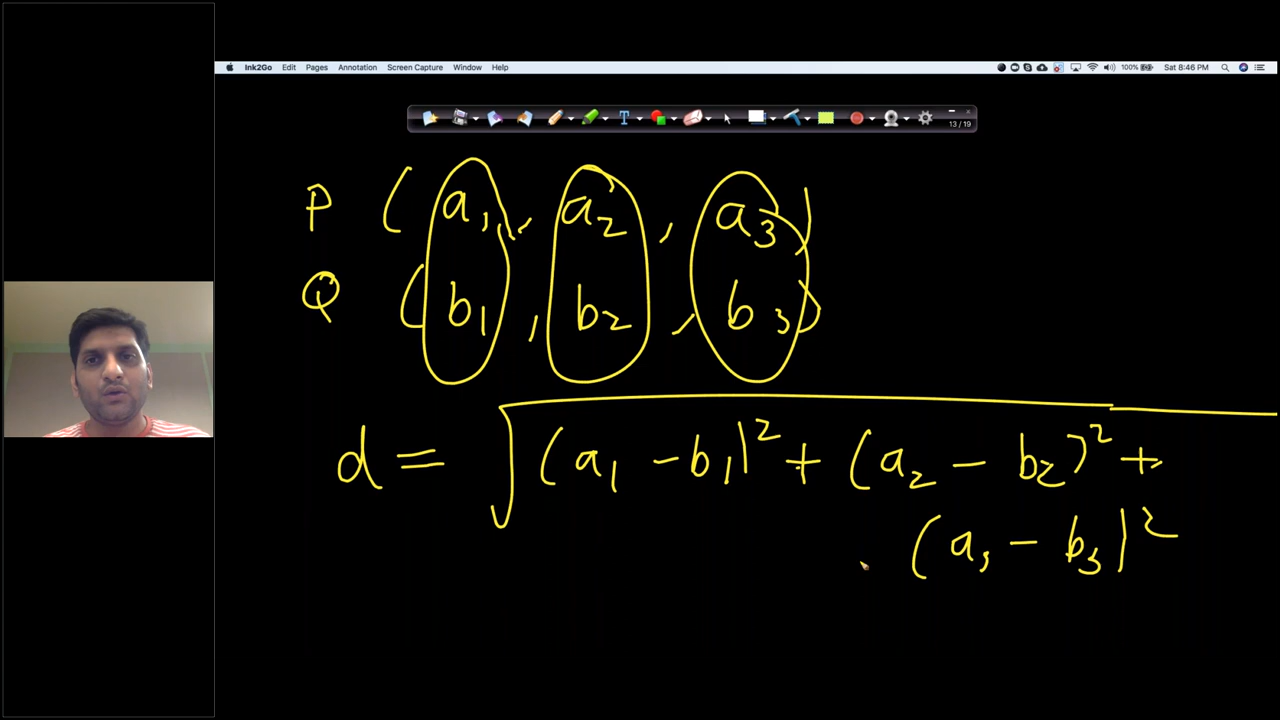 Ink2Go Edit Pages Annotation Screen Capture Window Help 100% Sat 8:46 PM
T 13 / 19
P (a₁, a₂, a₃)
Q (b₁, b₂, b₃)
d = √(a₁ - b₁)² + (a₂ - b₂)² +
(a₃ - b₃)²